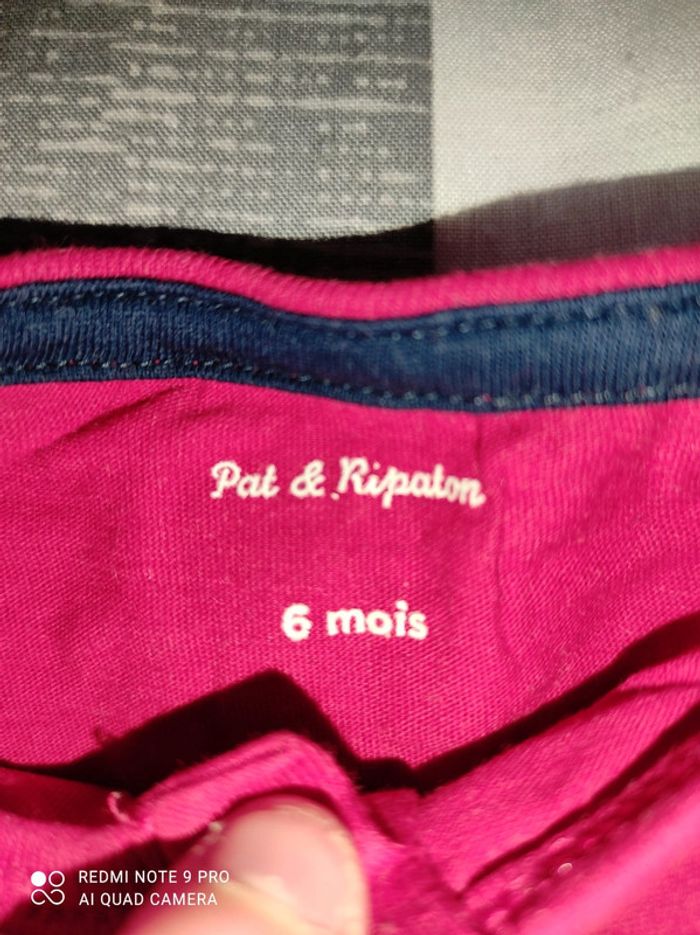 Pat & Ripaton
6 mois
REDMI NOTE 9 PRO
AI QUAD CAMERA